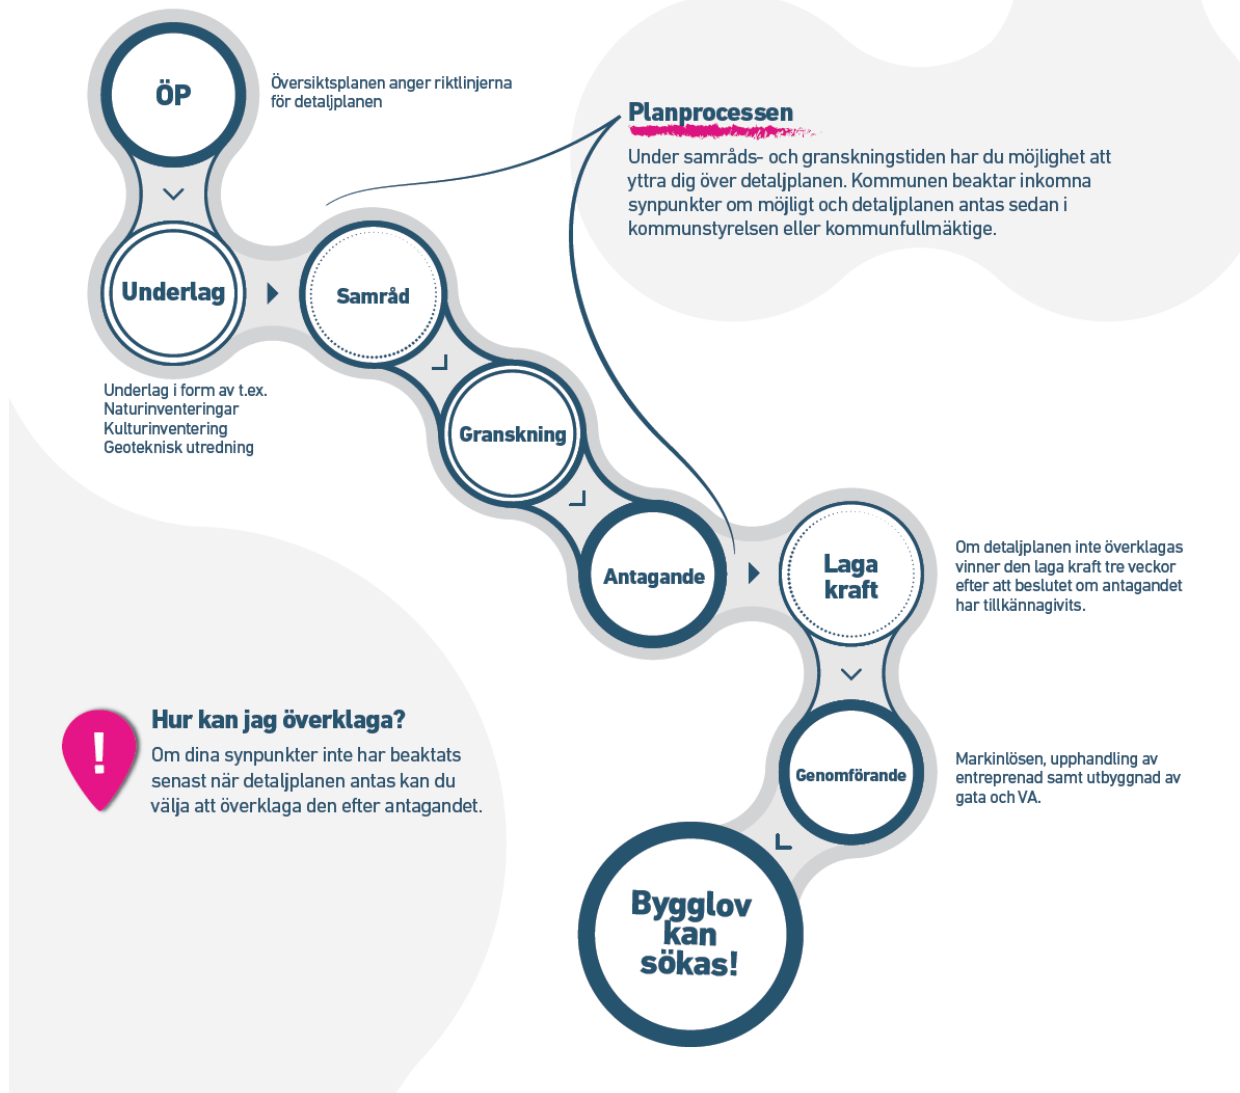 ÖP
Översiktsplanen anger riktlinjerna
för detaljplanen
Planprocessen
Under samråds- och granskningstiden har du möjlighet att
yttra dig över detaljplanen. Kommunen beaktar inkomna
synpunkter om möjligt och detaljplanen antas sedan i
kommunstyrelsen eller kommunfullmäktige.
Underlag
Samråd
Underlag i form av t.ex.
Naturinventeringar
Kulturinventering
Geoteknisk utredning
Granskning
Antagande
Laga
kraft
Om detaljplanen inte överklagas
vinner den laga kraft tre veckor
efter att beslutet om antagandet
har tillkännagivits.
!
Hur kan jag överklaga?
Om dina synpunkter inte har beaktats
senast när detaljplanen antas kan du
välja att överklaga den efter antagandet.
Genomförande
Markinlösen, upphandling av
entreprenad samt utbyggnad av
gata och VA.
Bygglov
kan
sökas!